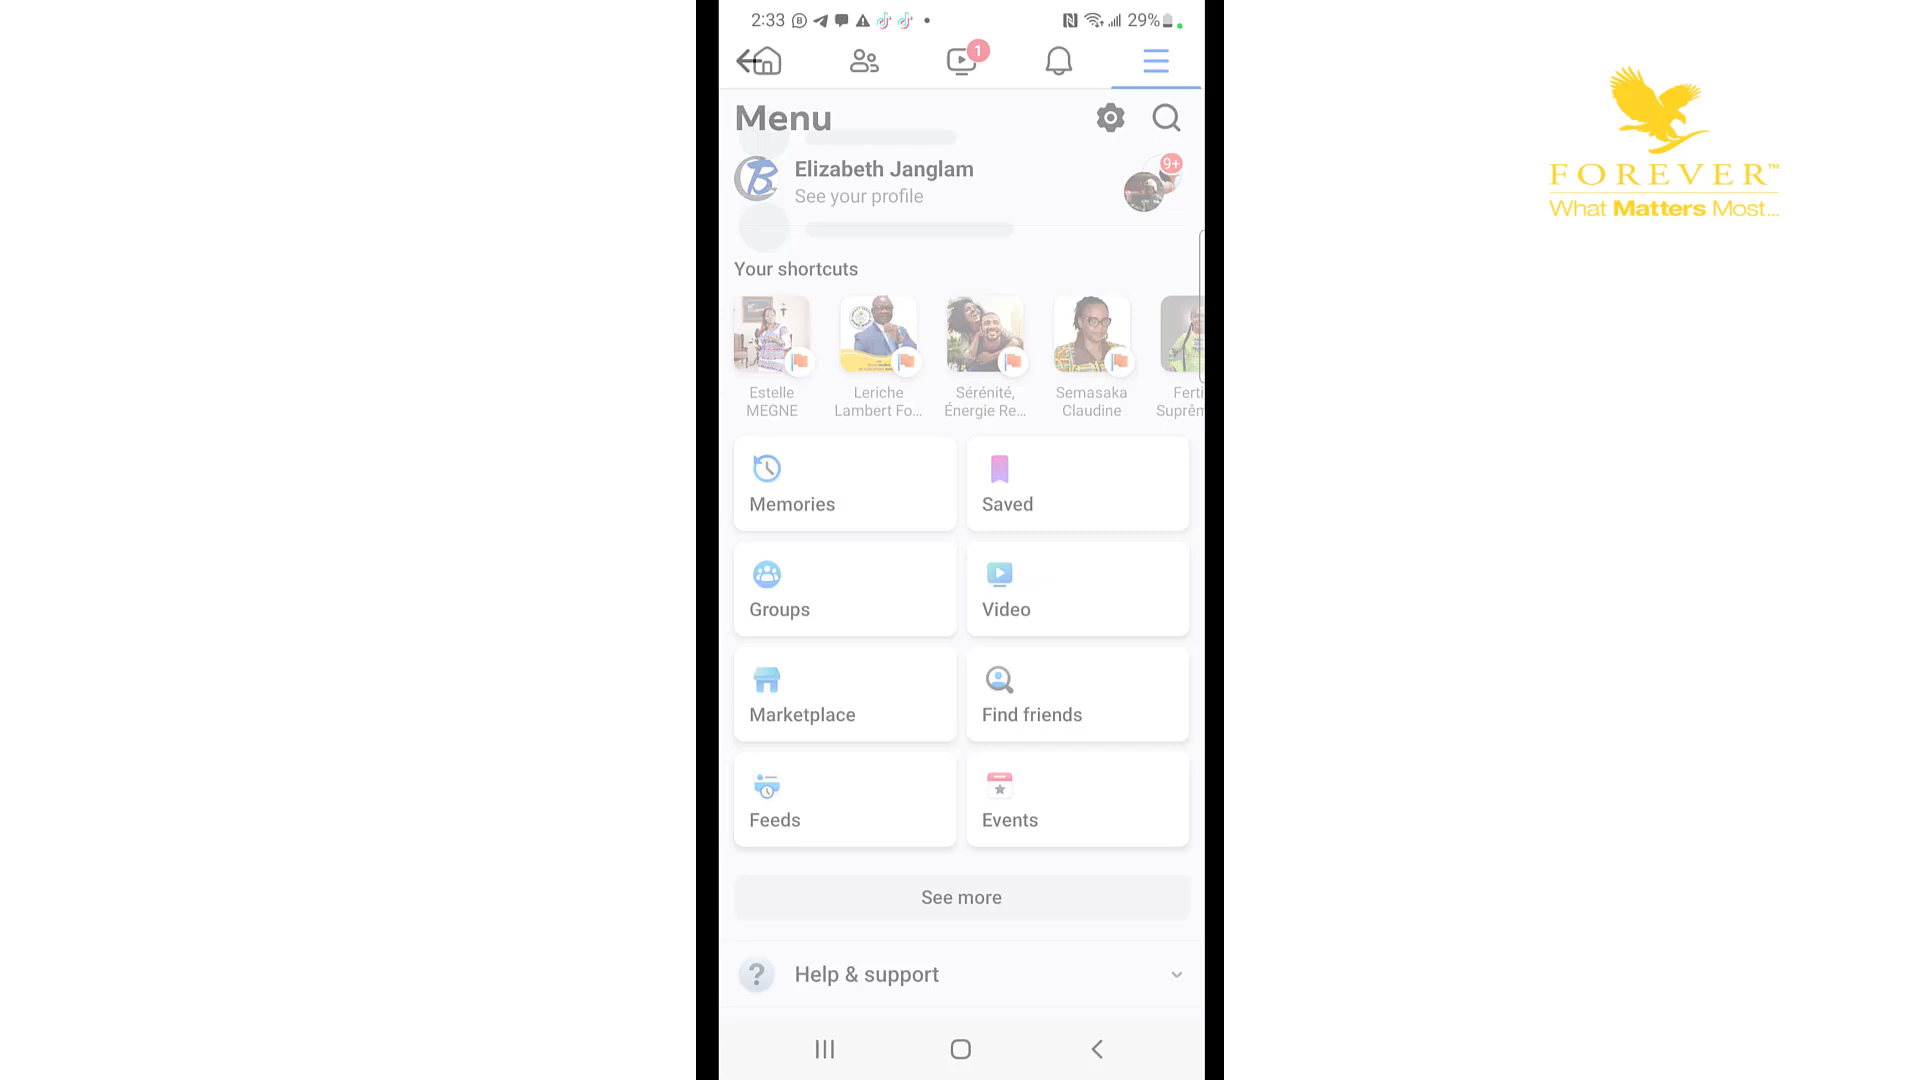 2:33
29%
1
Menu
Elizabeth Janglam
See your profile
9+
Your shortcuts
Estelle
MEGNE
Leriche
Lambert Fo...
Sérénité,
Énergie Re...
Semasaka
Claudine
Ferti
Suprêm
Memories
Saved
Groups
Video
Marketplace
Find friends
Feeds
Events
See more
? Help & support
FOREVER™
What Matters Most...